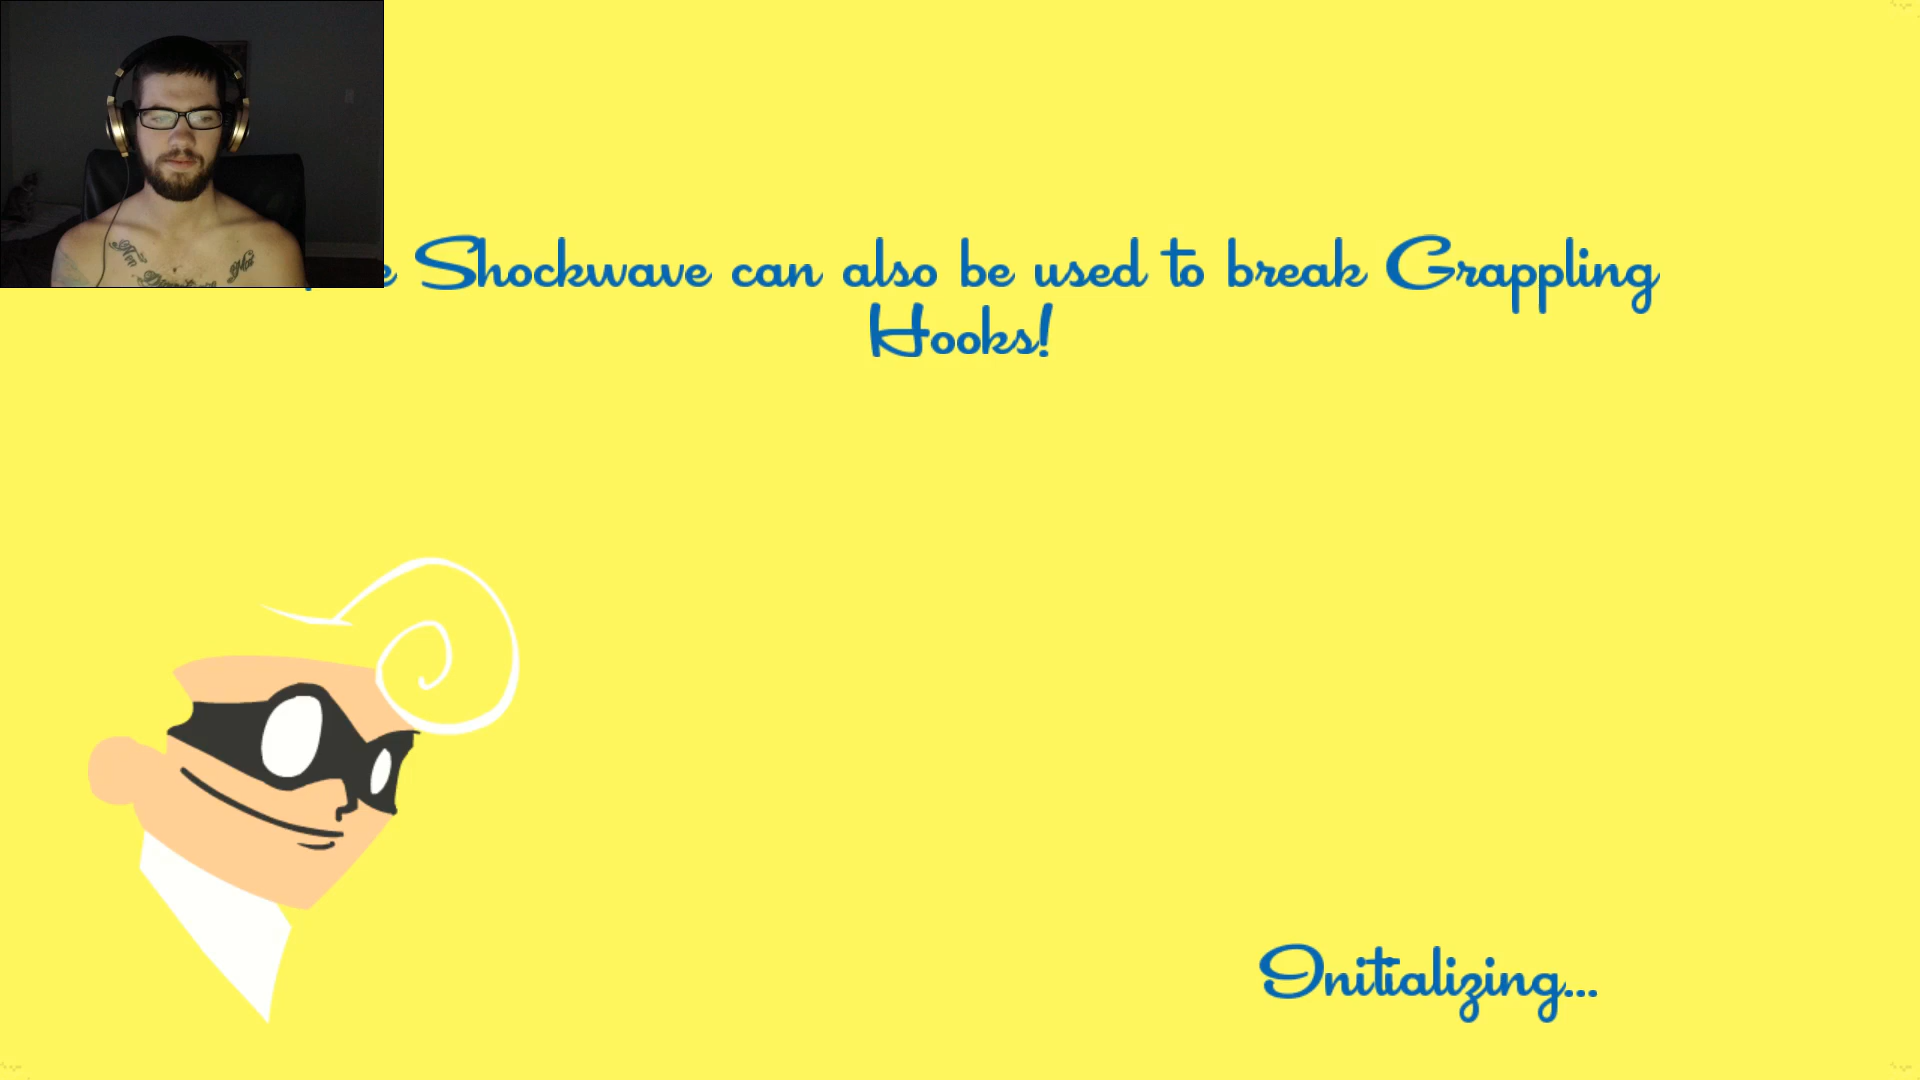 Shockwave can also be used to break Grappling
Hooks!
Initializing...